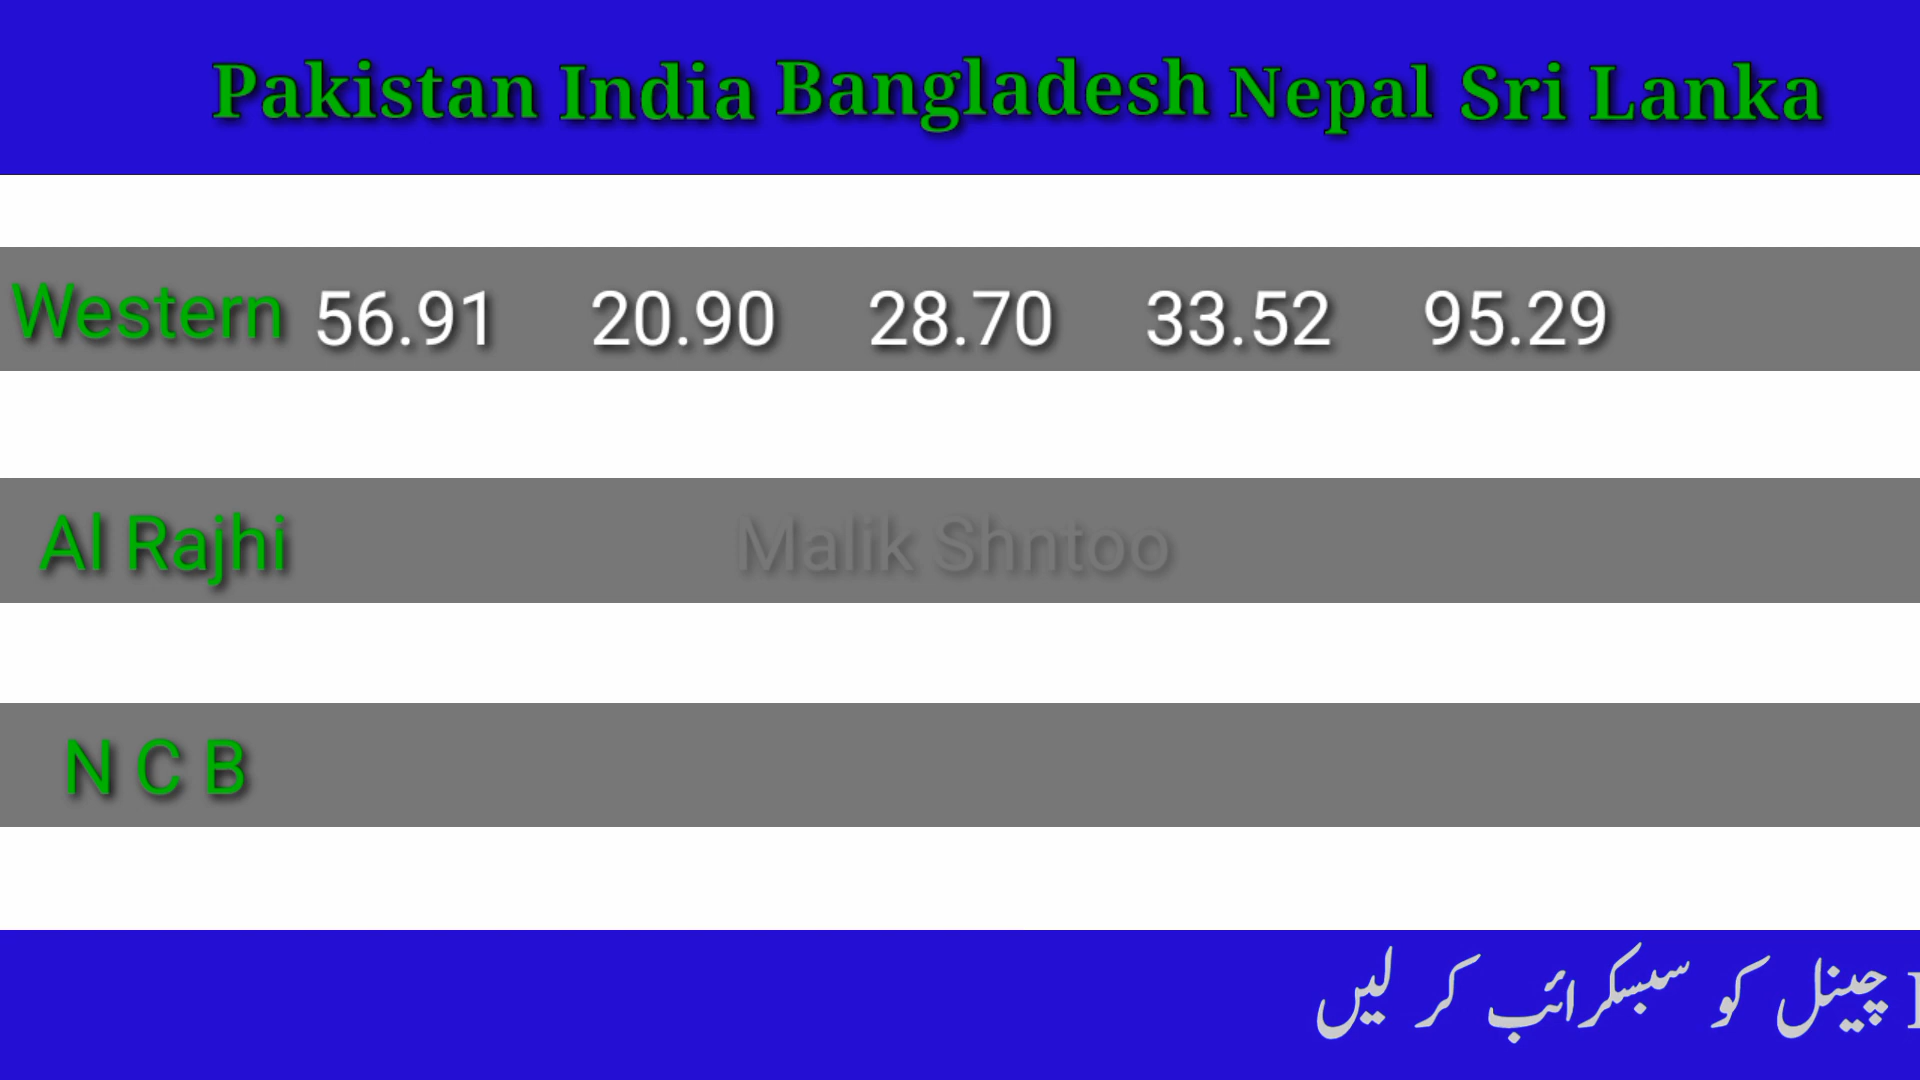 Pakistan India Bangladesh Nepal Sri Lanka
Western 56.91 20.90 28.70 33.52 95.29
Al Rajhi Malik Shntoo
N C B
چینل کو سبسکرائب کر لیں